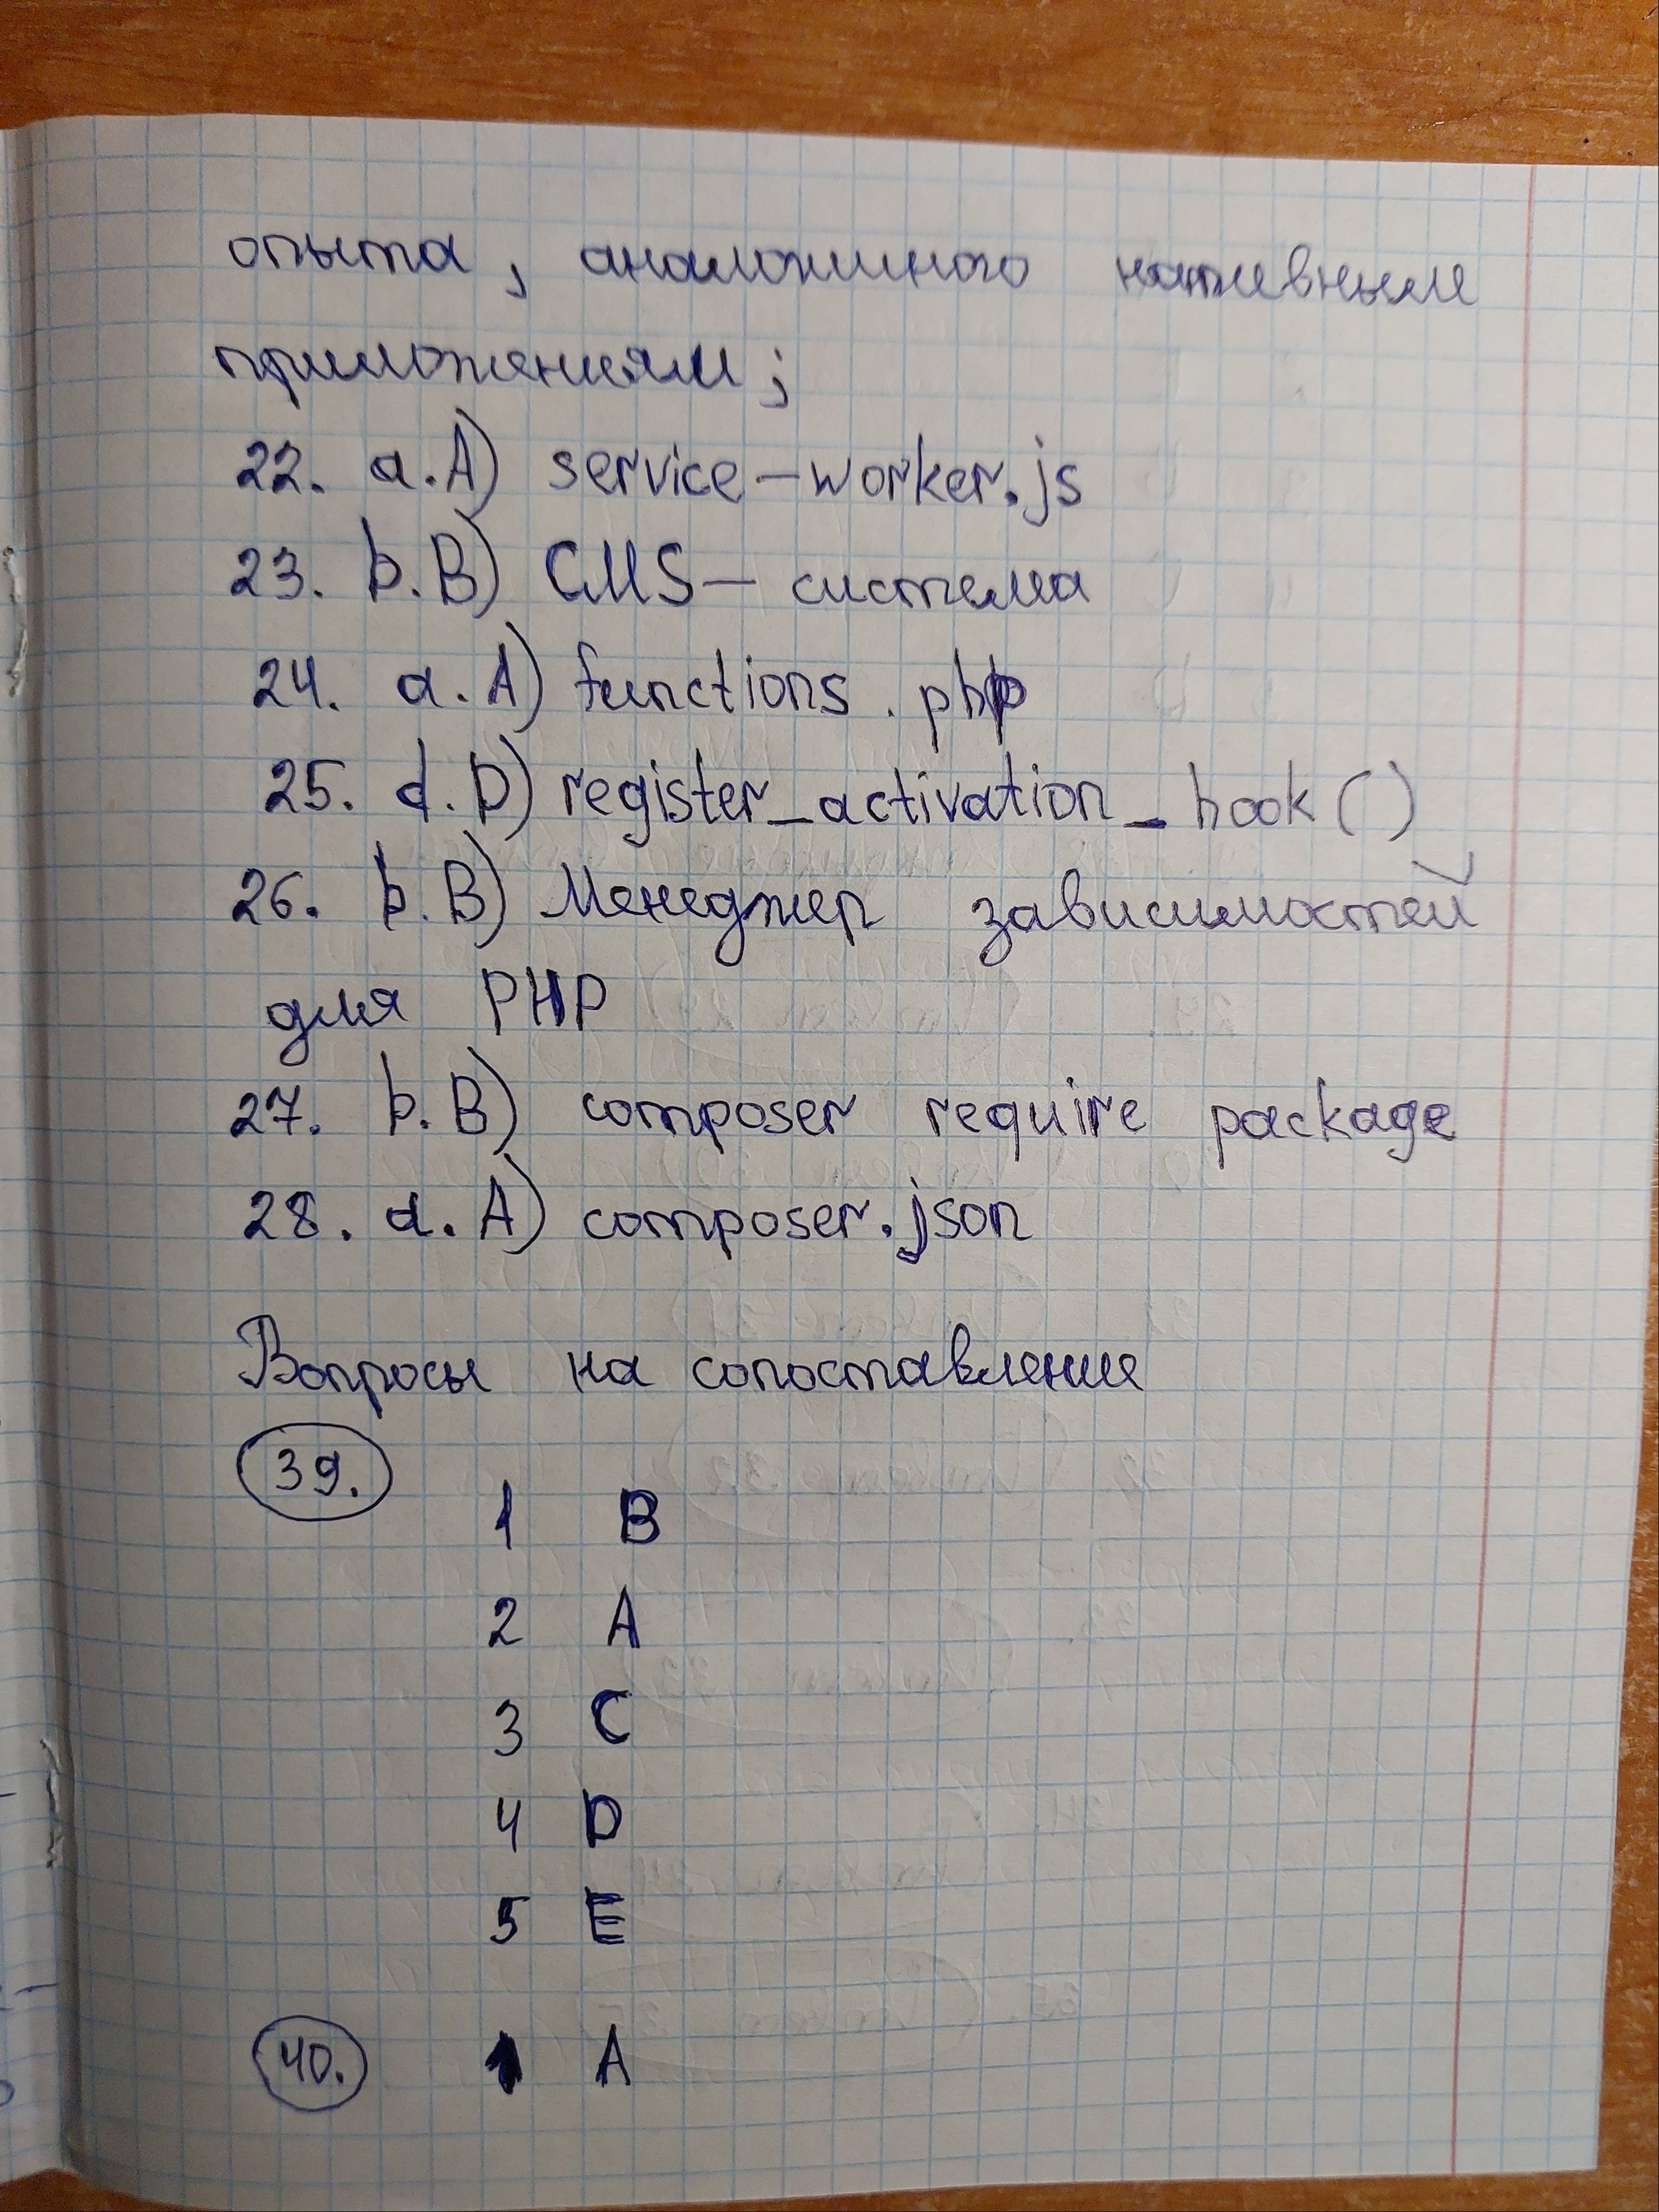 опыта, аналогичного нативным
приложениям;
22. a.A) service-worker.js
23. b.B) CMS- система
24. a.A) functions.php
25. d.D) register_activation_hook()
26. b.B) Менеджер зависимостей
для PHP
27. b.B) composer require package
28. a.A) composer.json
Вопросы на сопоставление
39.
1 B
2 A
3 C
4 D
5 E
40. 1 A